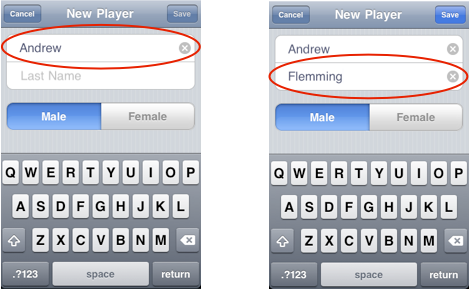 Cancel New Player Save
Andrew
Last Name
Male Female
Q W E R T Y U I O P
A S D F G H J K L
Z X C V B N M
.?123 space return
Cancel New Player Save
Andrew
Flemming
Male Female
Q W E R T Y U I O P
A S D F G H J K L
Z X C V B N M
.?123 space return